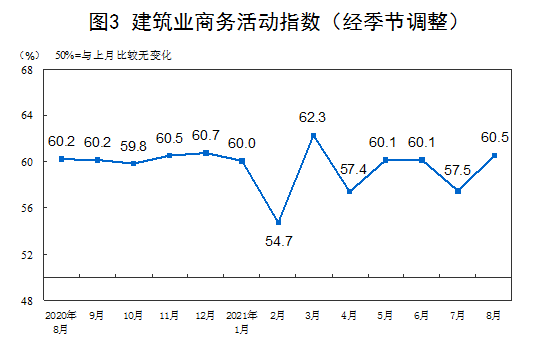 图3 建筑业商务活动指数（经季节调整）
（%） 50%=与上月比较无变化
68
64
60
56
52
48
60.2 60.2 59.8 60.5 60.7 60.0 54.7 62.3 57.4 60.1 60.1 57.5 60.5
2020年 9月 10月 11月 12月 2021年 2月 3月 4月 5月 6月 7月 8月
8月 1月